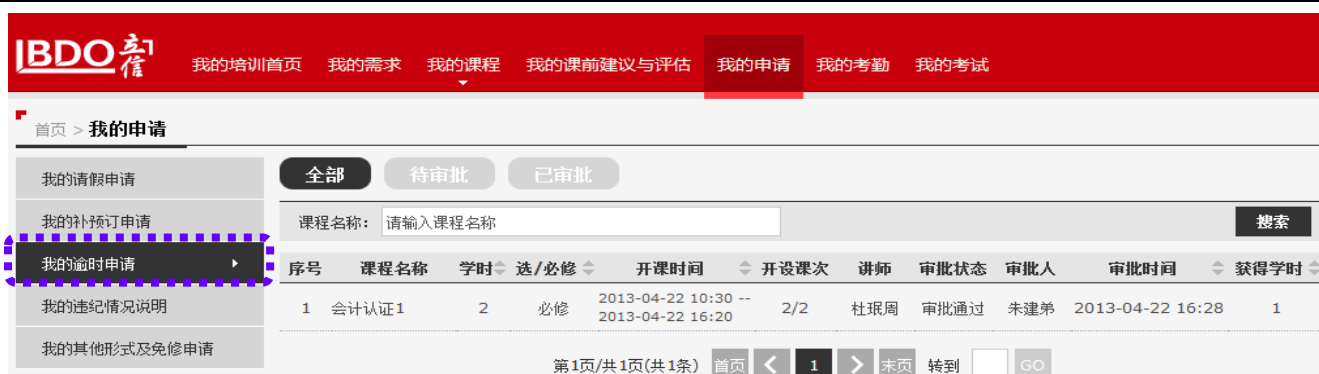 BDO立信
我的培训首页 我的需求 我的课程 我的课前建议与评估 我的申请 我的考勤 我的考试
首页 > 我的申请
我的请假申请
我的补预订申请
我的逾时申请
我的违纪情况说明
我的其他形式及免修申请
全部 待审批 已审批
课程名称: 请输入课程名称 搜索
序号 课程名称 学时 选/必修 开课时间 开设课次 讲师 审批状态 审批人 审批时间 获得学时
1 会计认证1 2 必修 2013-04-22 10:30 -- 2/2 杜珉周 审批通过 朱建弟 2013-04-22 16:28 1
2013-04-22 16:20
第1页/共1页(共1条) 首页 1 末页 转到 GO